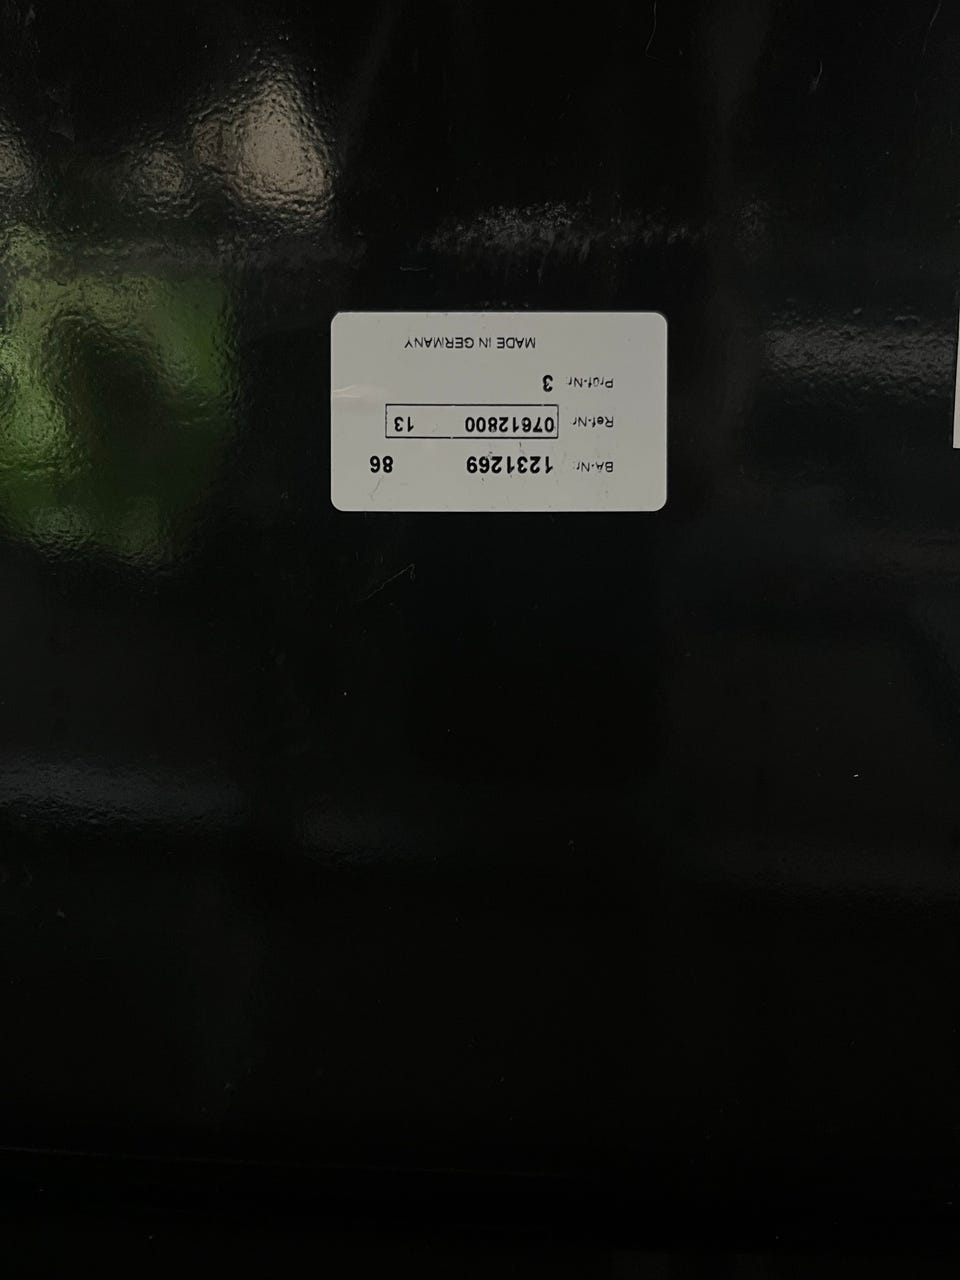 BA-Nr: 1231269 86
Ref-Nr 07612800 13
Prüf-Nr: 3
MADE IN GERMANY